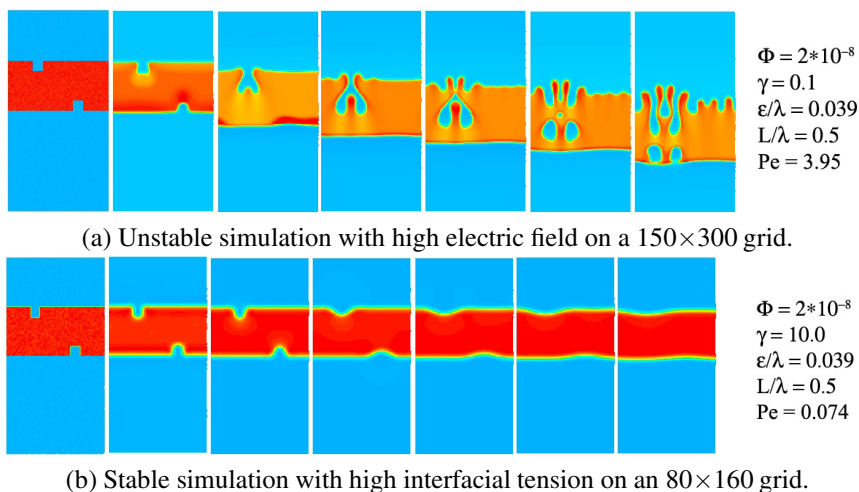 Φ = 2*10⁻⁸
γ = 0.1
ε/λ = 0.039
L/λ = 0.5
Pe = 3.95
(a) Unstable simulation with high electric field on a 150×300 grid.
Φ = 2*10⁻⁸
γ = 10.0
ε/λ = 0.039
L/λ = 0.5
Pe = 0.074
(b) Stable simulation with high interfacial tension on an 80×160 grid.